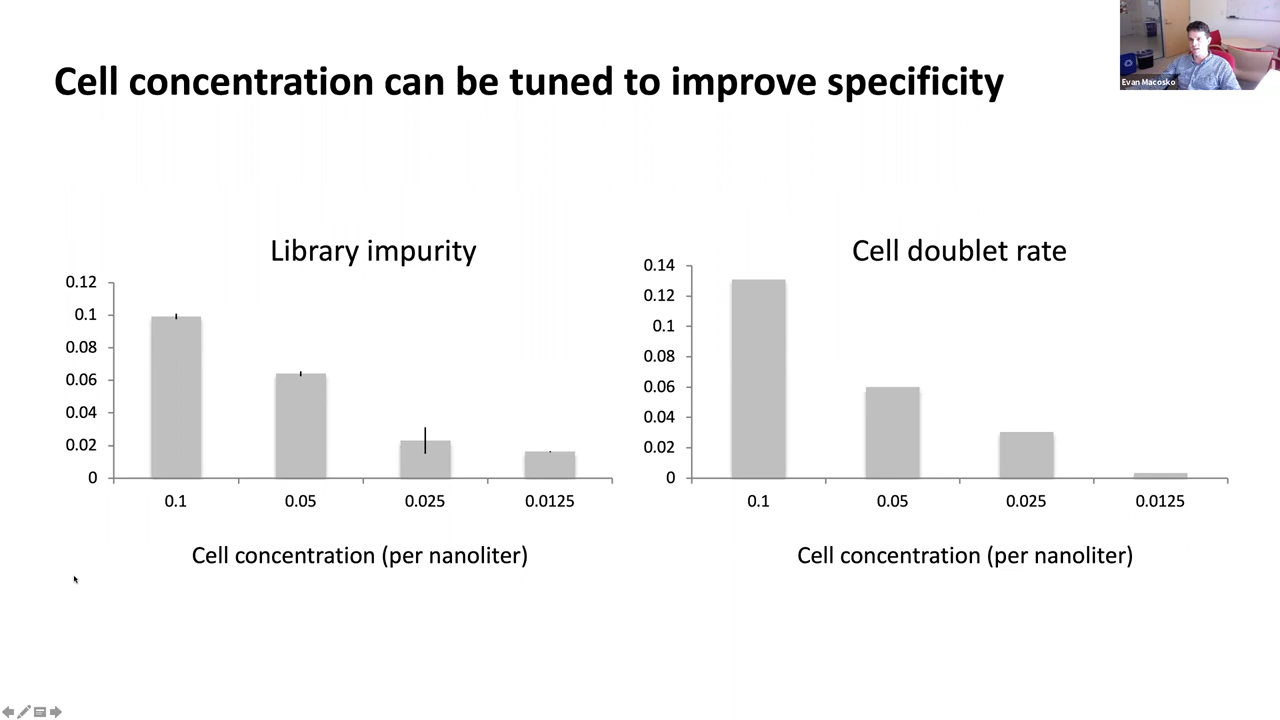 Cell concentration can be tuned to improve specificity
Evan Macosko
Library impurity
0.12
0.1
0.08
0.06
0.04
0.02
0
0.1 0.05 0.025 0.0125
Cell concentration (per nanoliter)
Cell doublet rate
0.14
0.12
0.1
0.08
0.06
0.04
0.02
0
0.1 0.05 0.025 0.0125
Cell concentration (per nanoliter)